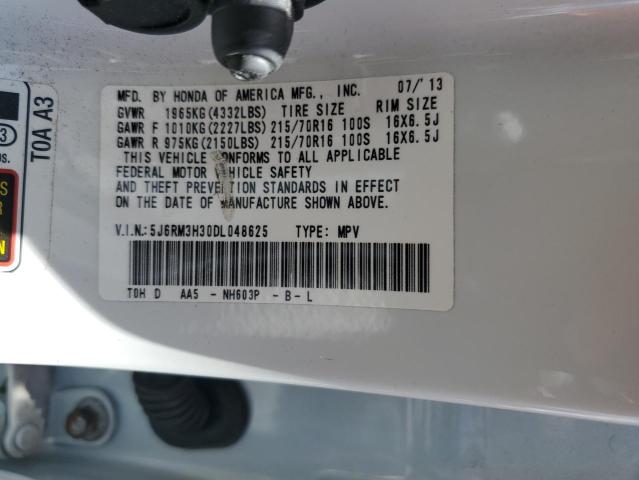 MFD. BY HONDA OF AMERICA MFG., INC. 07/'13
GVWR 1965KG(4332LBS) TIRE SIZE RIM SIZE
GAWR F 1010KG(2227LBS) 215/70R16 100S 16X6.5J
GAWR R 975KG(2150LBS) 215/70R16 100S 16X6.5J
THIS VEHICLE CONFORMS TO ALL APPLICABLE
FEDERAL MOTOR VEHICLE SAFETY
AND THEFT PREVENTION STANDARDS IN EFFECT
ON THE DATE OF MANUFACTURE SHOWN ABOVE.
V.I.N.:5J6RM3H30DL048625 TYPE: MPV
TOH D AA5 - NH603P - B - L
T0A A3
3
US.
S
R
N